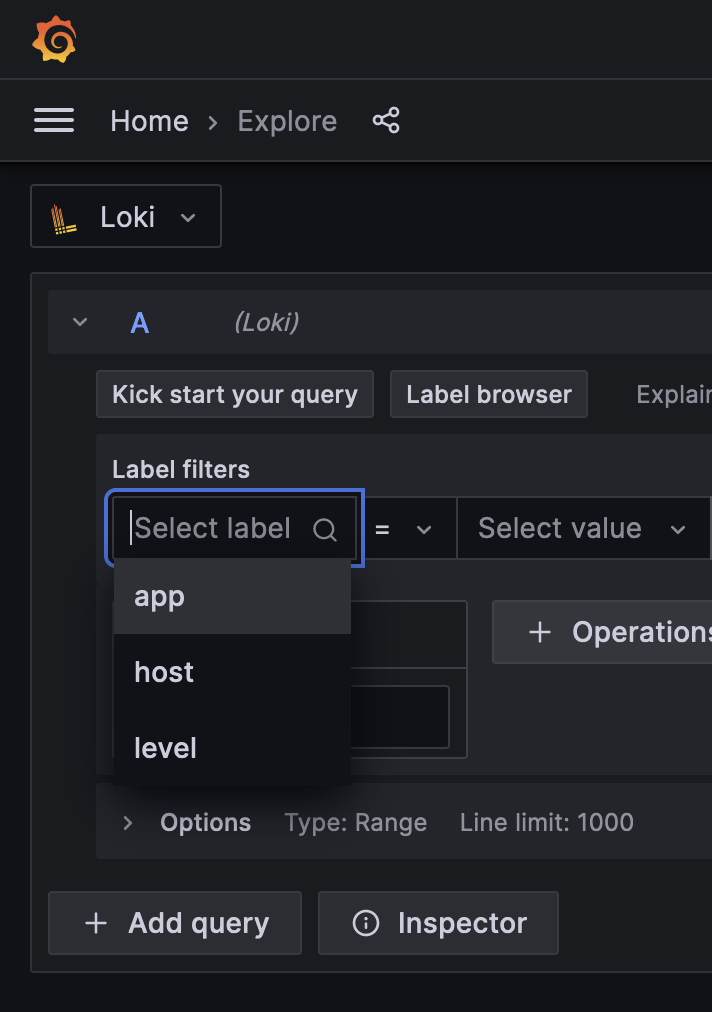 Home › Explore
Loki
A (Loki)
Kick start your query Label browser Explain
Label filters
Select label = Select value
app
+ Operations
host
level
Options Type: Range Line limit: 1000
+ Add query Inspector